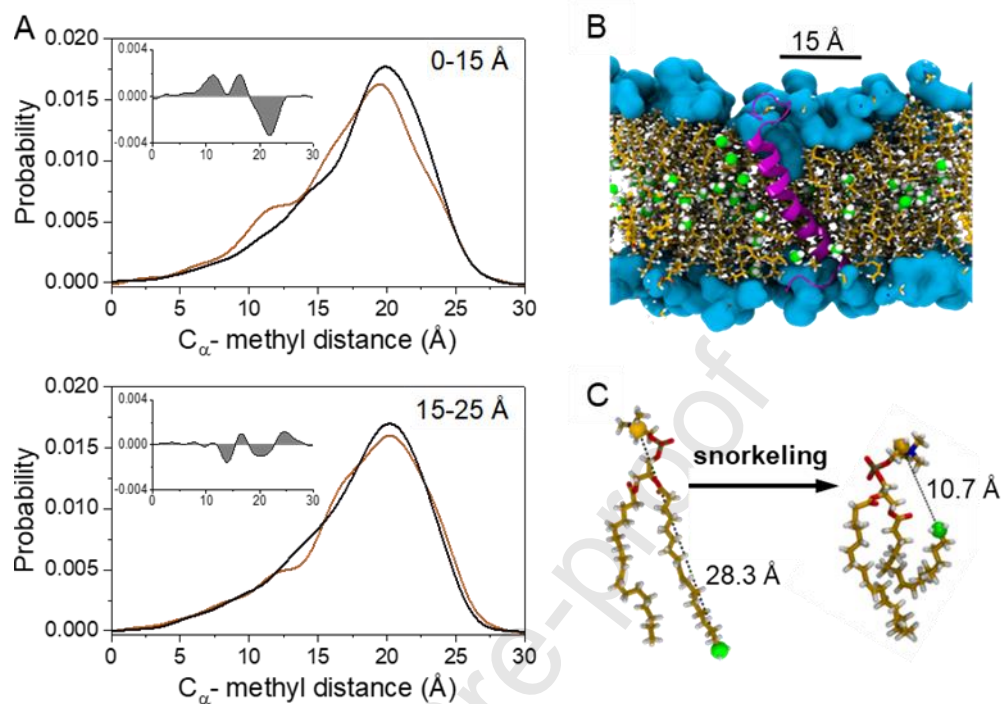 A
0.020
0.015
0.010
0.005
0.000
Probability
0.004
0.000
-0.004
0 10 20 30
0-15 Å
0 5 10 15 20 25 30
Cα- methyl distance (Å)
0.020
0.015
0.010
0.005
0.000
Probability
0.004
0.000
-0.004
0 10 20 30
15-25 Å
0 5 10 15 20 25 30
Cα- methyl distance (Å)
B
15 Å
C
snorkeling
28.3 Å
10.7 Å
re-proof